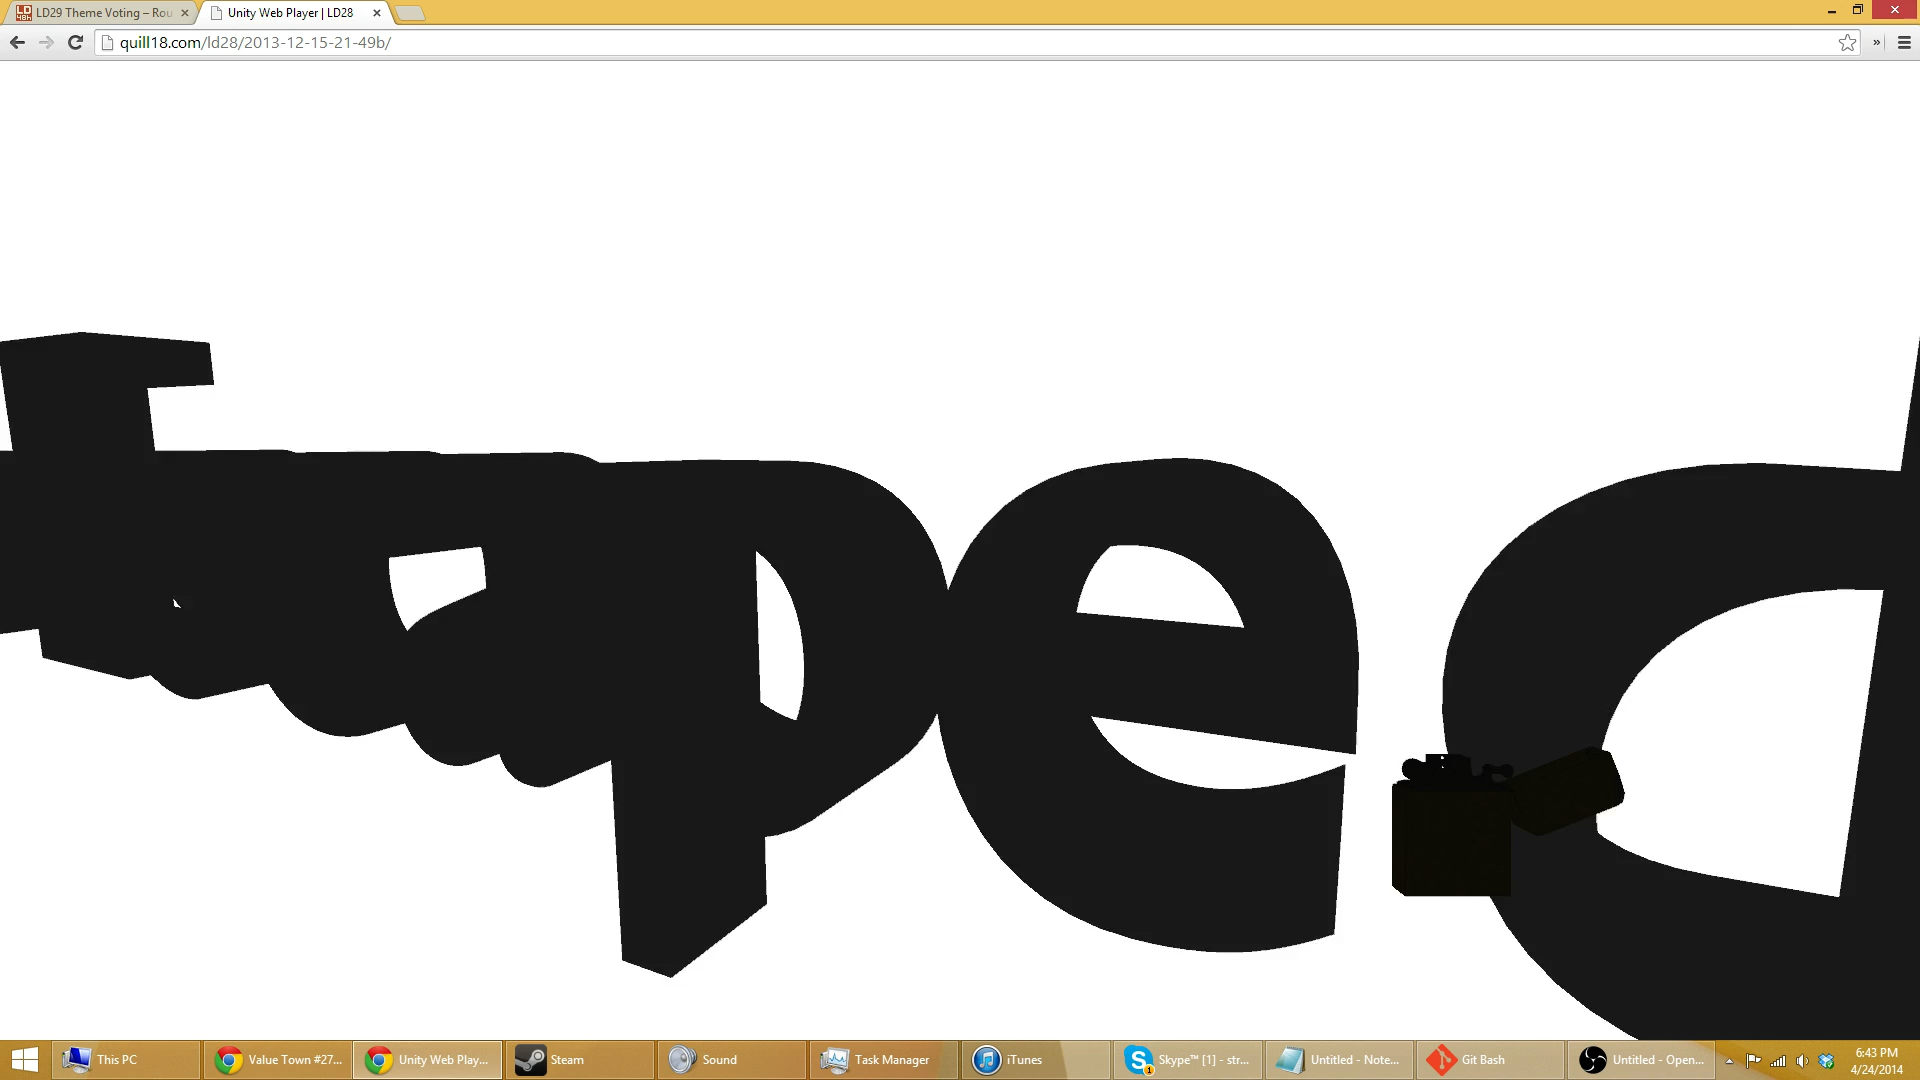 LD29 Theme Voting – Rou
Unity Web Player | LD28
quill18.com/ld28/2013-12-15-21-49b/
ped
This PC
Value Town #27...
Unity Web Play...
Steam
Sound
Task Manager
iTunes
Skype™ [1] - str...
Untitled - Note...
Git Bash
Untitled - Open...
6:43 PM
4/24/2014